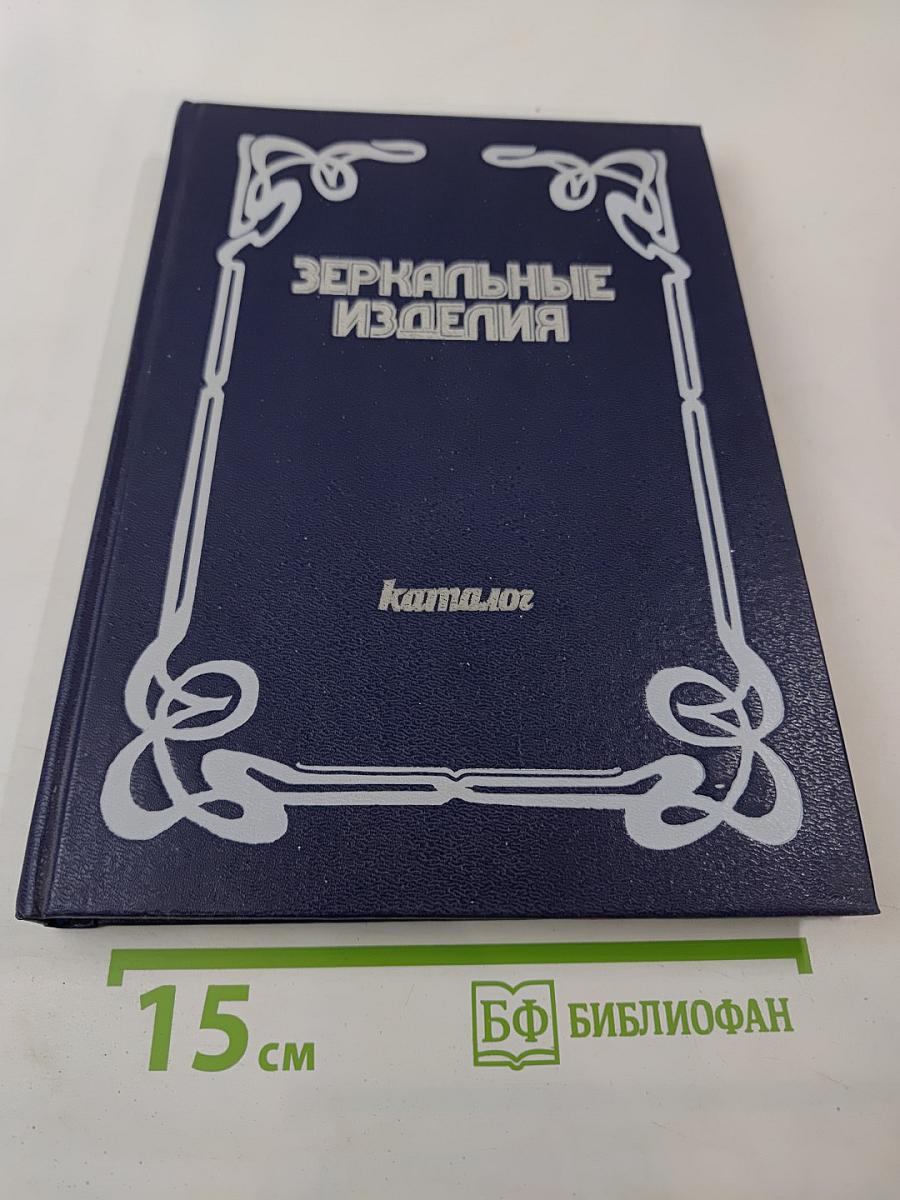 ЗЕРКАЛЬНЫЕ
ИЗДЕЛИЯ
каталог
15 см
БФ БИБЛИОФАН